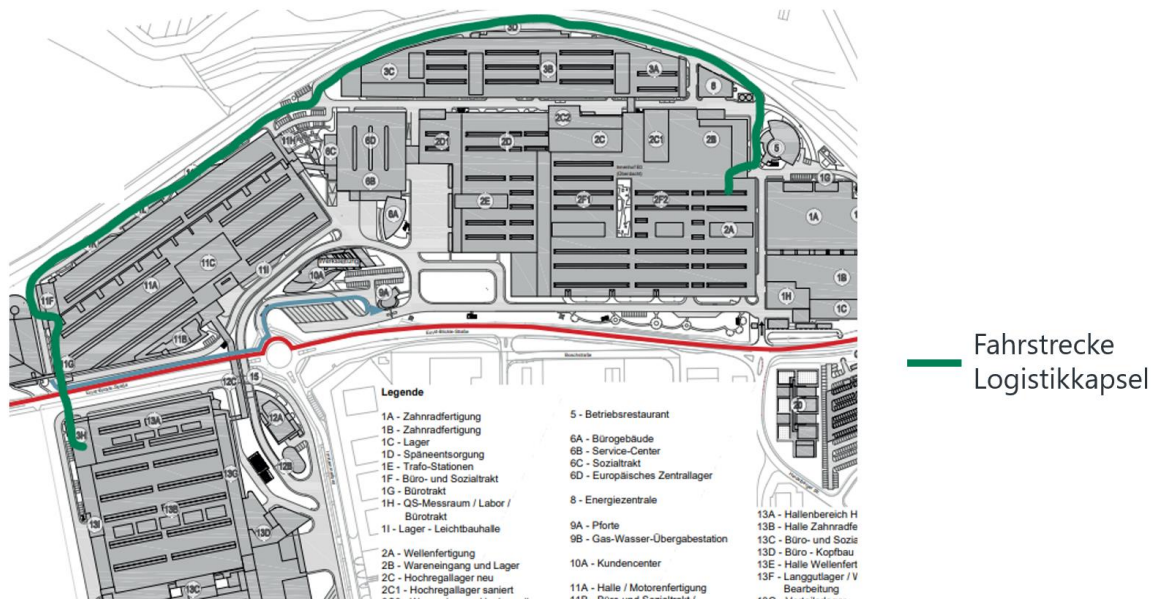 3D
3C
3B
3A
8
11H
6C
6D
2D1
2D
2C2
2C
2C1
2B
5
6B
1G
2E
6A
2F1
2F2
2A
1A
11C
11I
10A
9A
11A
11F
1B
1H
1C
11B
11G
Boschstraße
12C
15
13A
12A
13H
12B
13G
13B
13I
13D
13C
20
Legende
1A - Zahnradfertigung
1B - Zahnradfertigung
1C - Lager
1D - Späneentsorgung
1E - Trafo-Stationen
1F - Büro- und Sozialtrakt
1G - Bürotrakt
1H - QS-Messraum / Labor /
Bürotrakt
1I - Lager - Leichtbauhalle
2A - Wellenfertigung
2B - Wareneingang und Lager
2C - Hochregallager neu
2C1 - Hochregallager saniert
5 - Betriebsrestaurant
6A - Bürogebäude
6B - Service-Center
6C - Sozialtrakt
6D - Europäisches Zentrallager
8 - Energiezentrale
9A - Pforte
9B - Gas-Wasser-Übergabestation
10A - Kundencenter
11A - Halle / Motorenfertigung
13A - Hallenbereich H
13B - Halle Zahnradfe
13C - Büro- und Sozia
13D - Büro - Kopfbau
13E - Halle Wellenfert
13F - Langgutlager / V
Bearbeitung
Fahrstrecke
Logistikkapsel